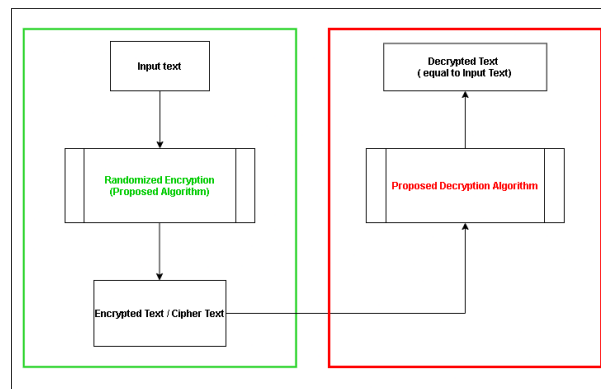 Input text
Randomized Encryption
(Proposed Algorithm)
Encrypted Text / Cipher Text
Decrypted Text
( equal to Input Text)
Proposed Decryption Algorithm